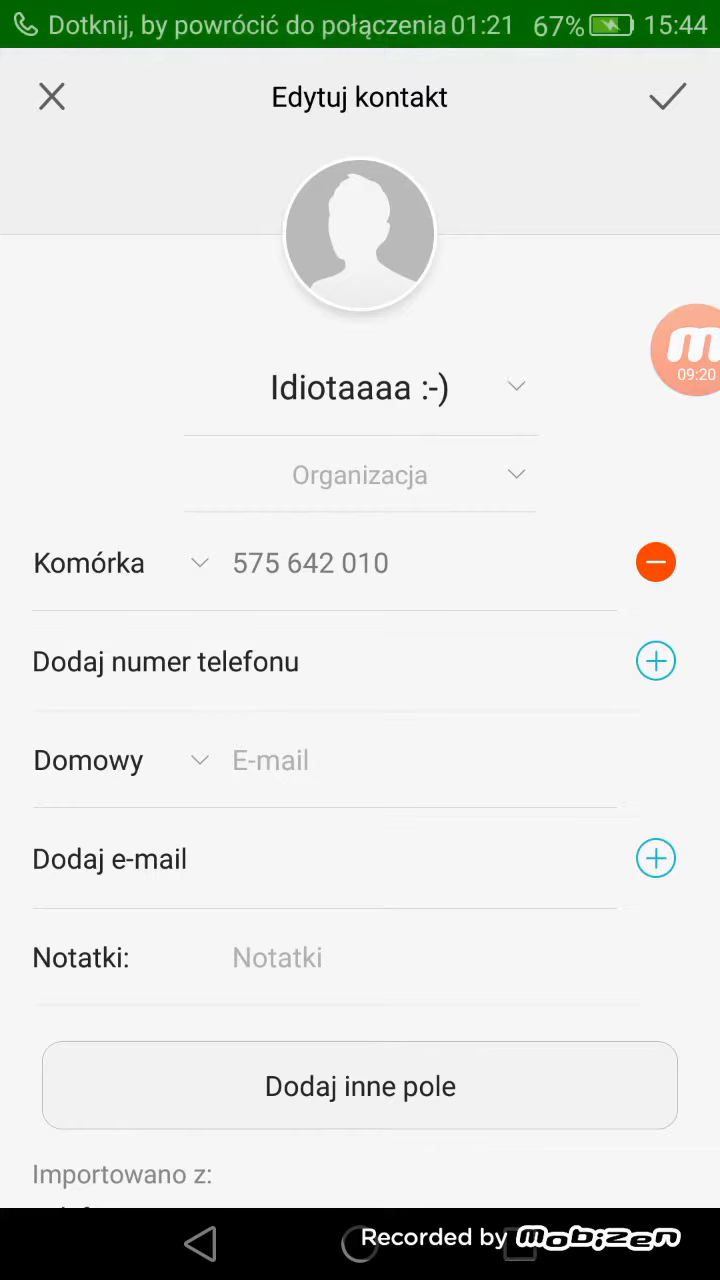 Dotknij, by powrócić do połączenia 01:21 67% 15:44
Edytuj kontakt
m
09:20
Idiotaaaa :-)
Organizacja
Komórka 575 642 010
Dodaj numer telefonu
Domowy E-mail
Dodaj e-mail
Notatki: Notatki
Dodaj inne pole
Importowano z:
Recorded by mobizen